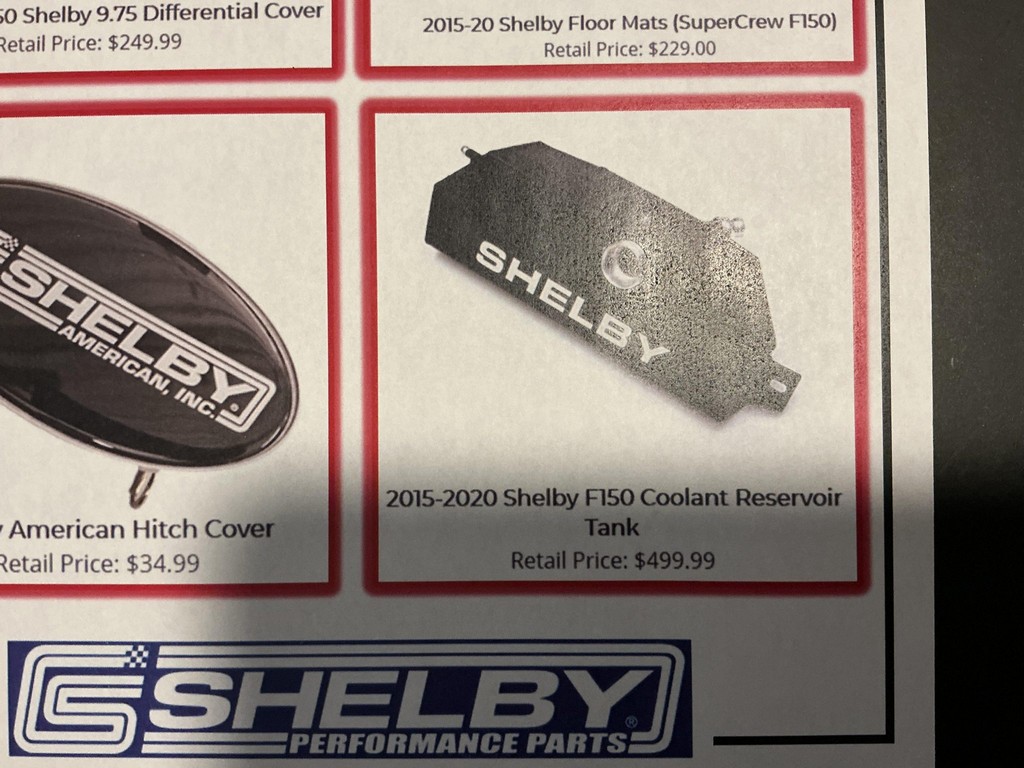 50 Shelby 9.75 Differential Cover
Retail Price: $249.99
2015-20 Shelby Floor Mats (SuperCrew F150)
Retail Price: $229.00
SHELBY
AMERICAN, INC.
American Hitch Cover
Retail Price: $34.99
SHELBY
2015-2020 Shelby F150 Coolant Reservoir
Tank
Retail Price: $499.99
SHELBY®
PERFORMANCE PARTS